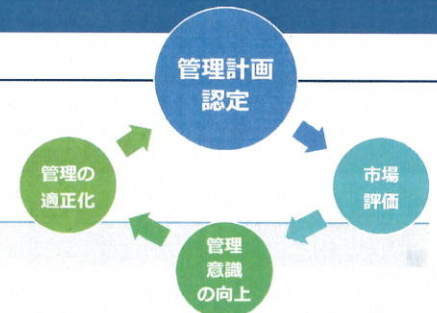 管理計画
認定
市場
評価
管理
意識
の向上
管理の
適正化